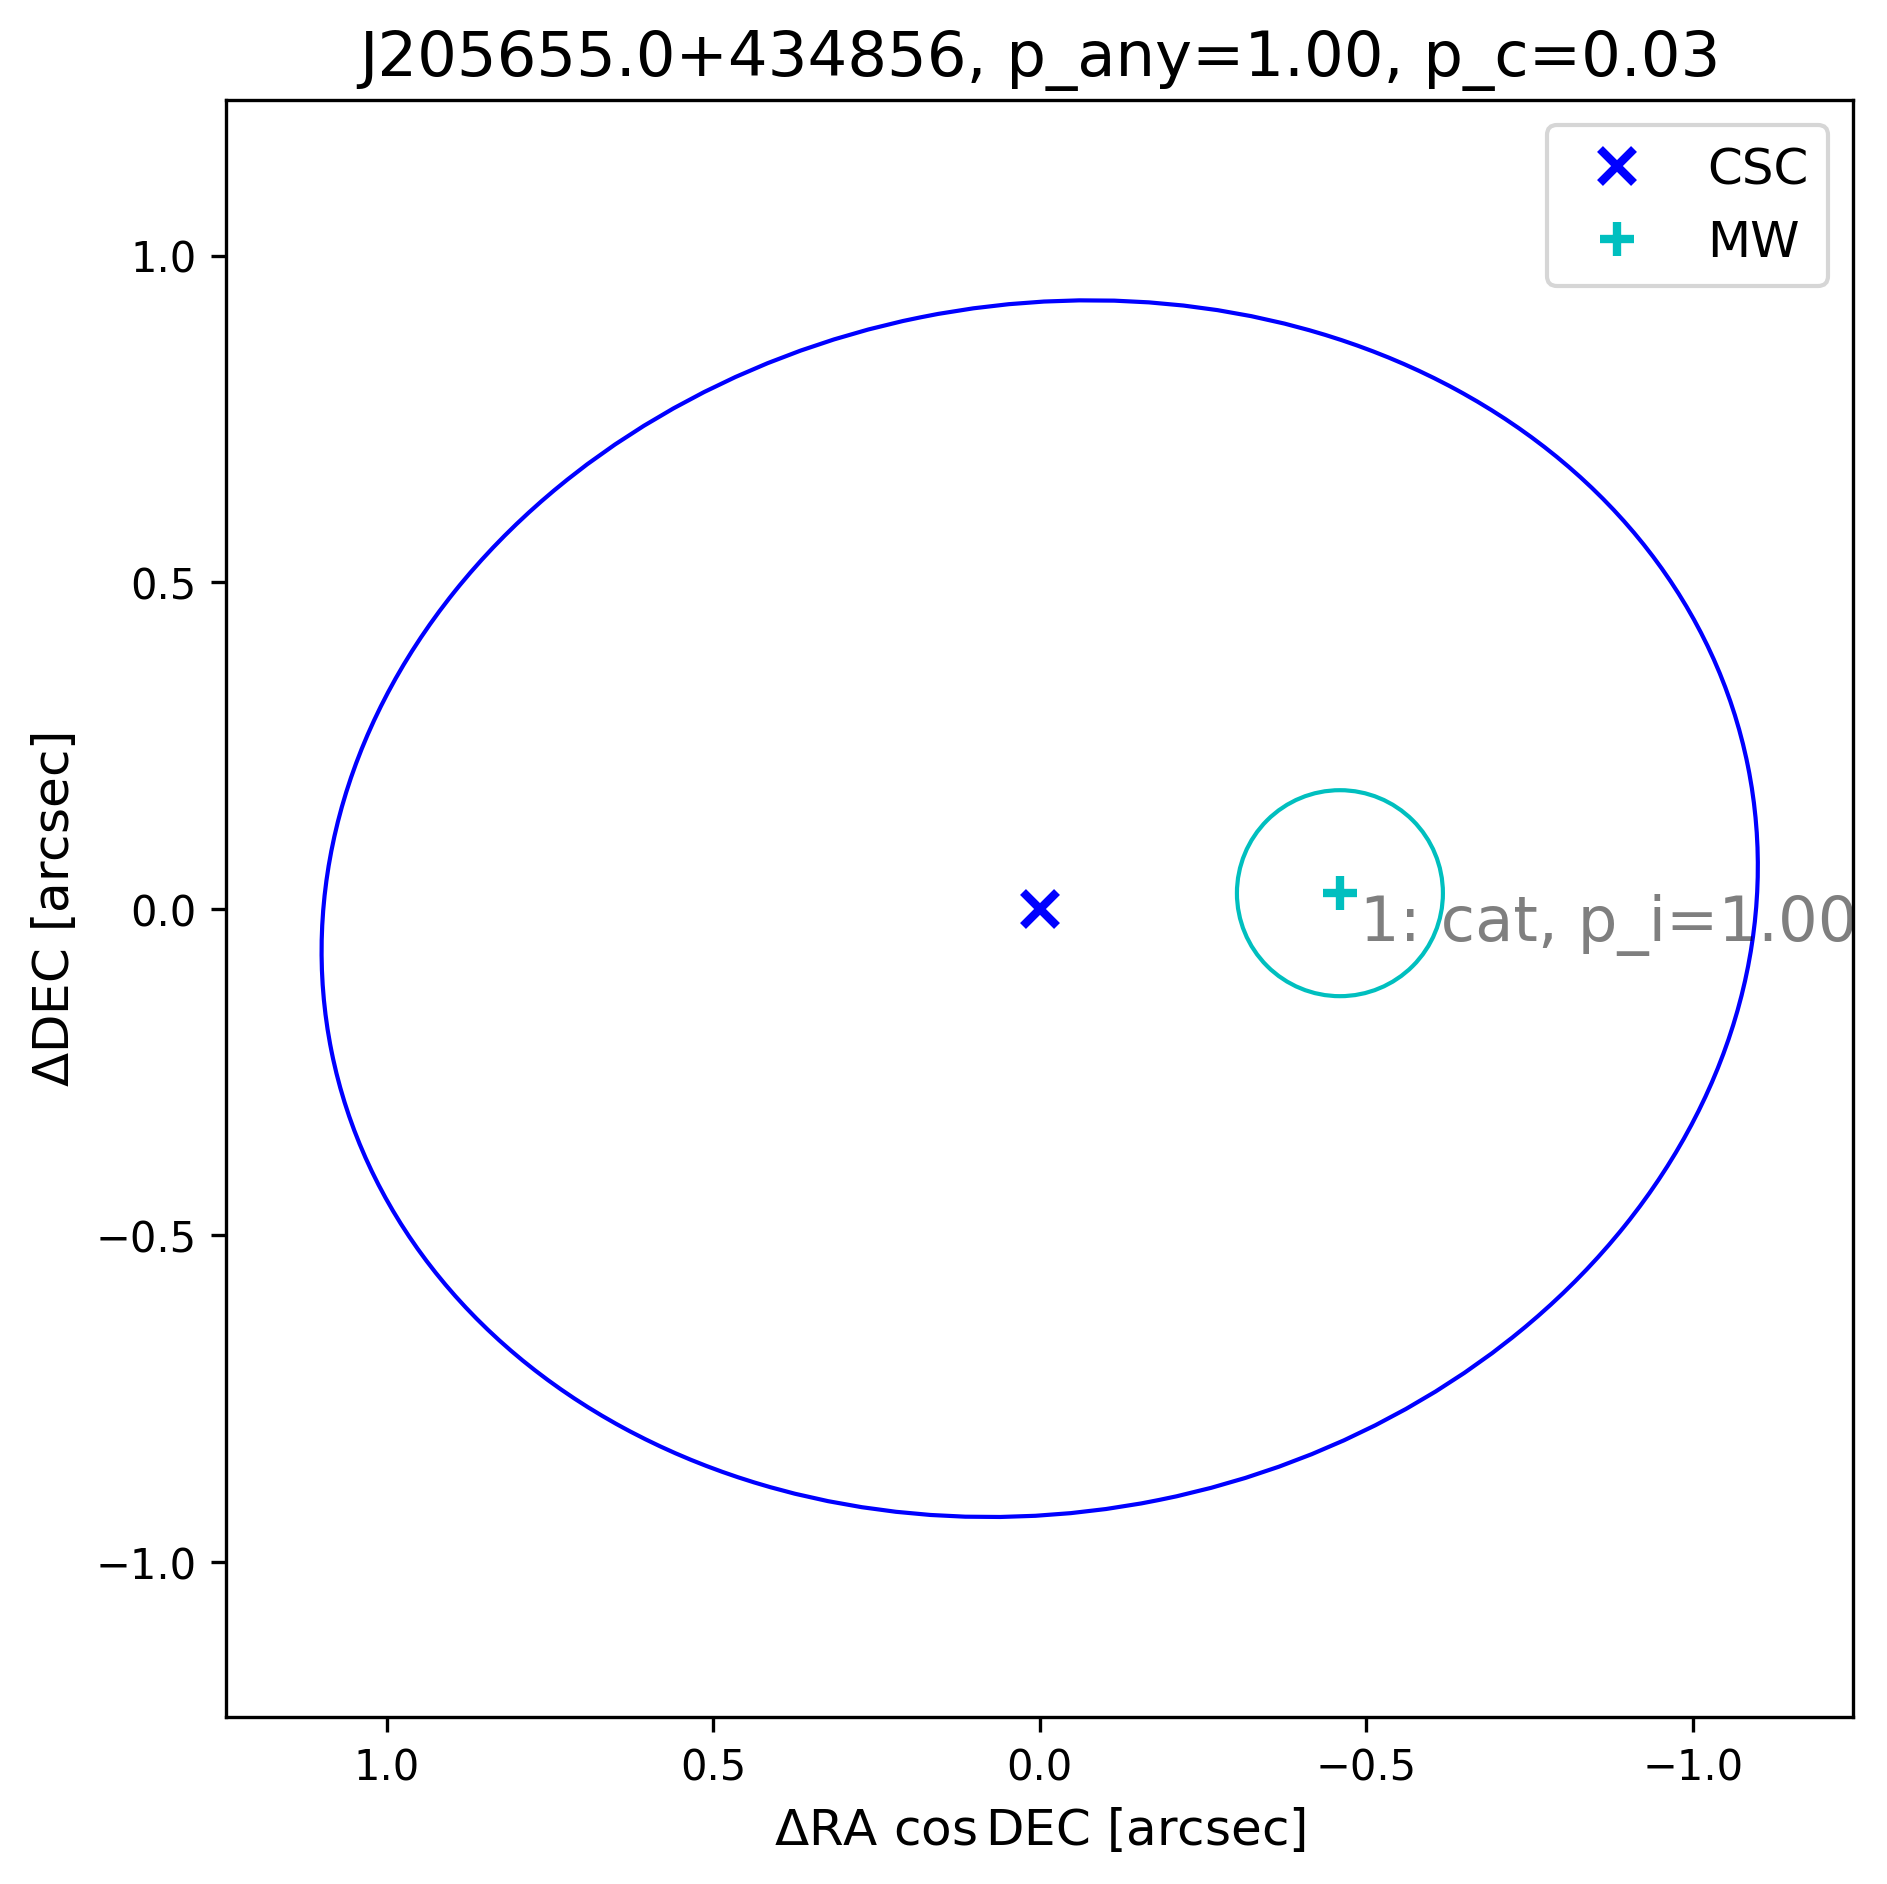 J205655.0+434856, p_any=1.00, p_c=0.03
CSC
MW
1.0
0.5
0.0
−0.5
−1.0
ΔDEC [arcsec]
1: cat, p_i=1.00
1.0
0.5
0.0
−0.5
−1.0
ΔRA cos DEC [arcsec]